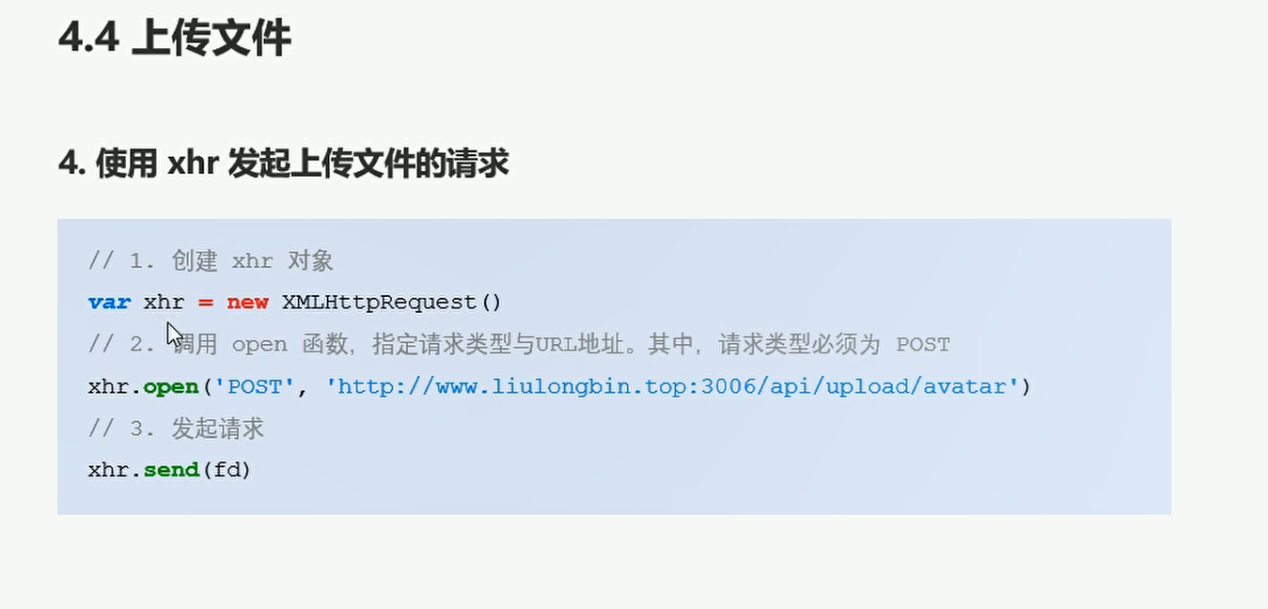 4.4 上传文件
4. 使用 xhr 发起上传文件的请求
// 1. 创建 xhr 对象
var xhr = new XMLHttpRequest()
// 2. 调用 open 函数，指定请求类型与URL地址。其中，请求类型必须为 POST
xhr.open('POST', 'http://www.liulongbin.top:3006/api/upload/avatar')
// 3. 发起请求
xhr.send(fd)